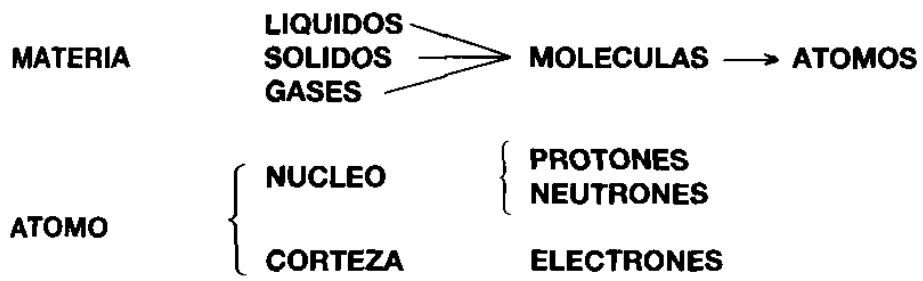 LIQUIDOS
MATERIA SOLIDOS MOLECULAS ATOMOS
GASES
PROTONES
NUCLEO
NEUTRONES
ATOMO
CORTEZA ELECTRONES